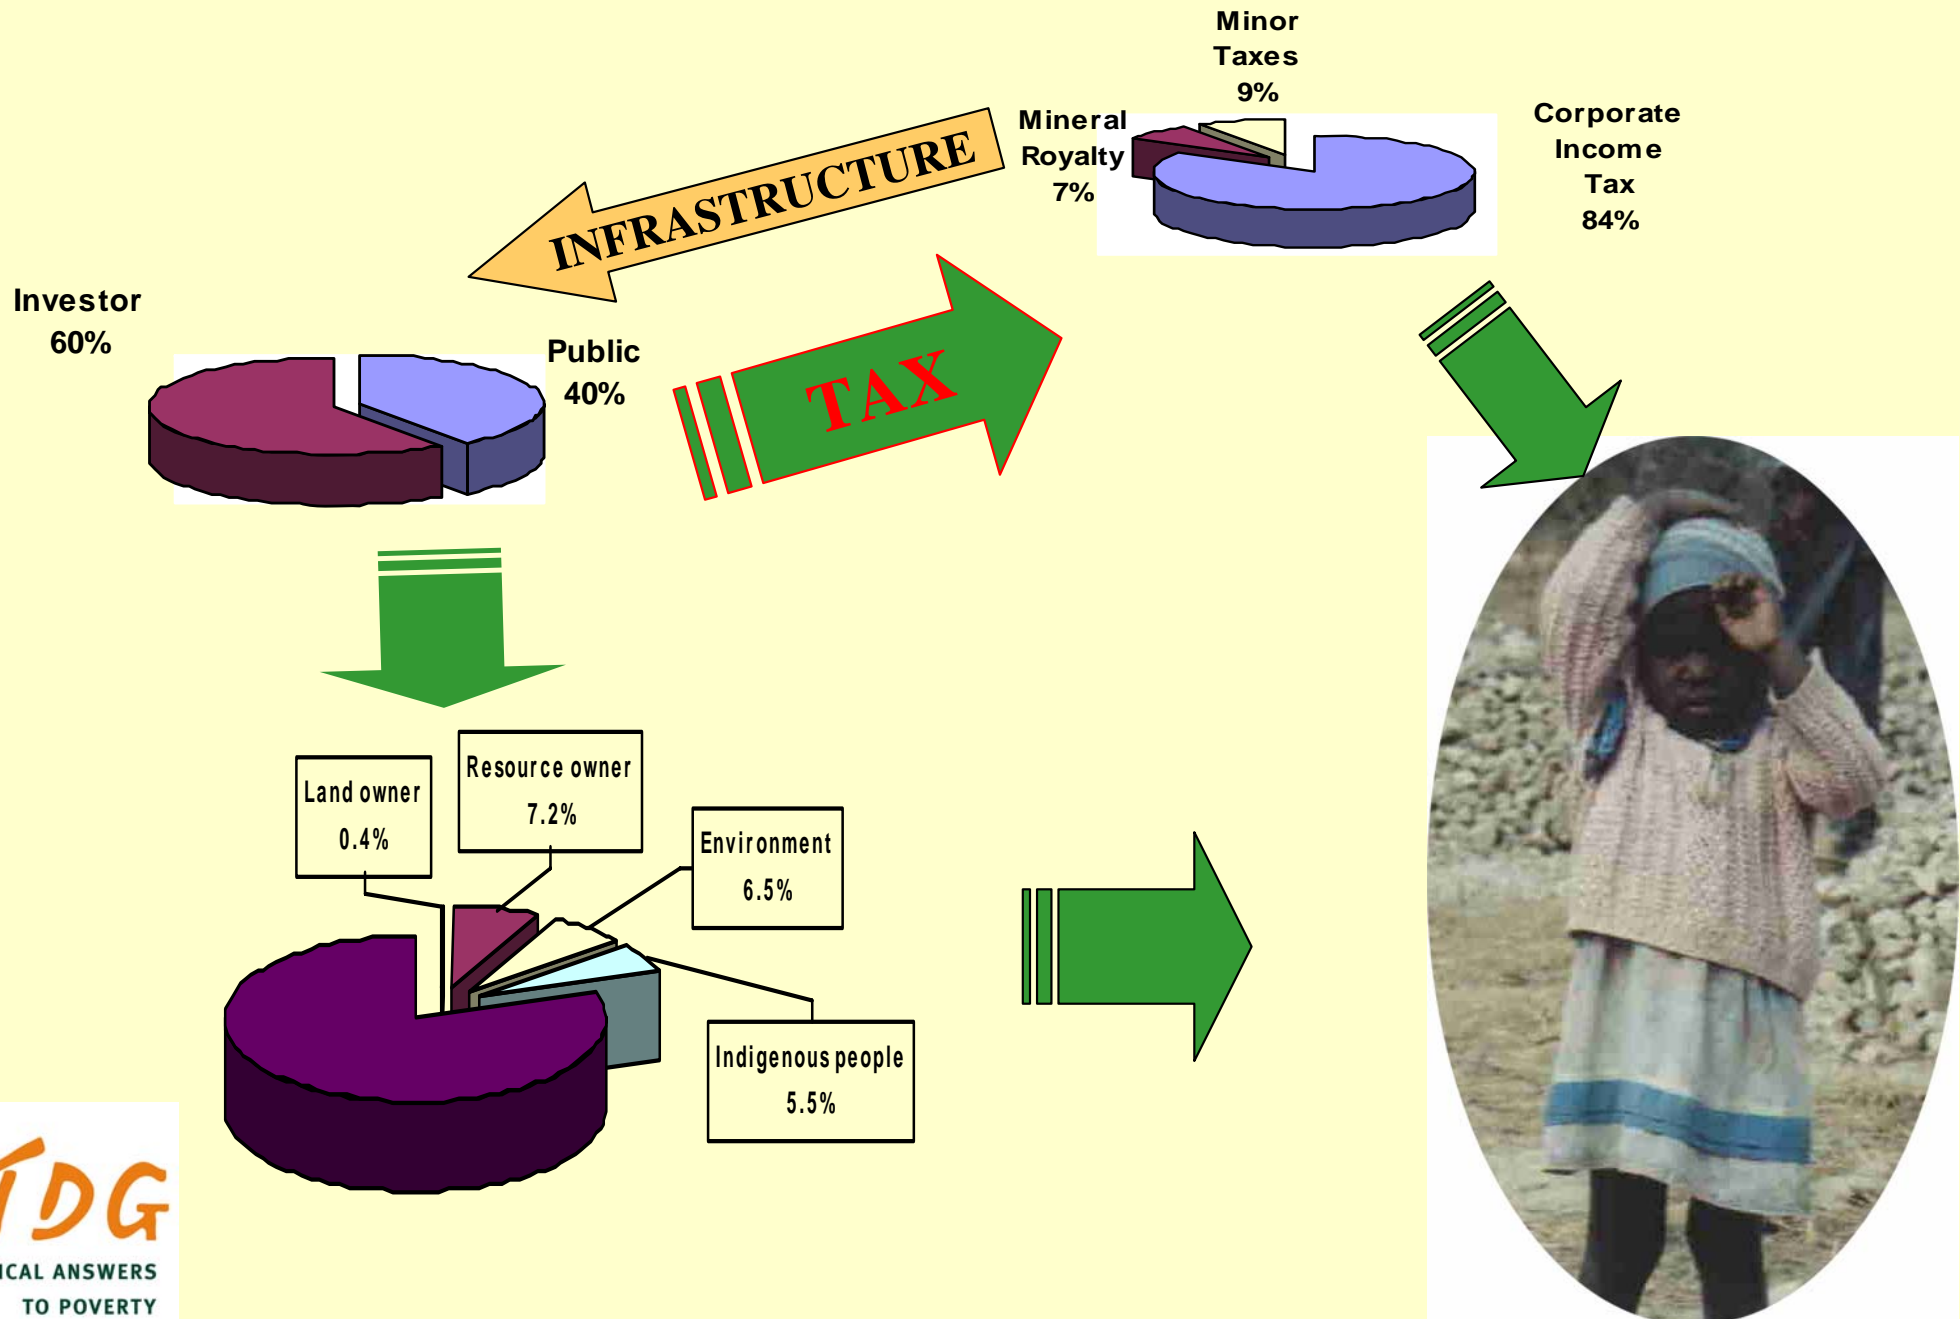 Minor
Taxes
9%
Mineral
Royalty
7%
Corporate
Income
Tax
84%
INFRASTRUCTURE
Investor
60%
Public
40%
TAX
Land owner
0.4%
Resource owner
7.2%
Environment
6.5%
Indigenous people
5.5%
TDG
ICAL ANSWERS
TO POVERTY